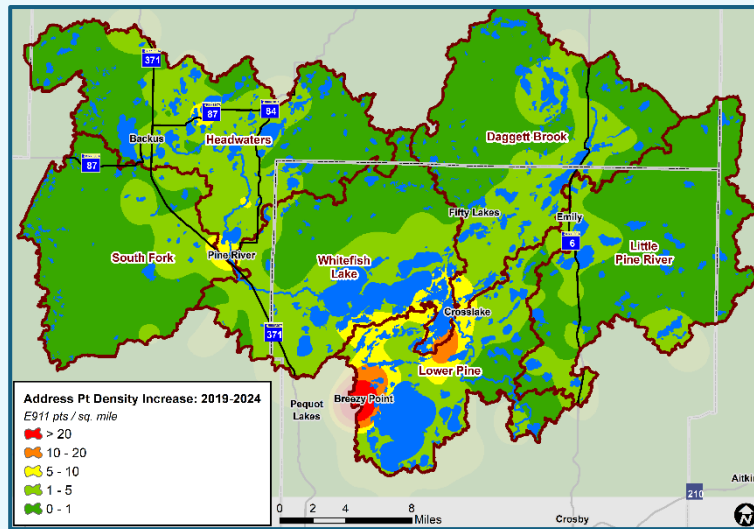 371
87
84
Backus
Headwaters
Daggett Brook
87
Fifty Lakes
Emily
6
Little
Pine River
South Fork
Pine River
Whitefish
Lake
Crosslake
371
Lower Pine
Breezy Point
Pequot
Lakes
Address Pt Density Increase: 2019-2024
E911 pts / sq. mile
> 20
10 - 20
5 - 10
1 - 5
0 - 1
0 2 4 8
Miles
Crosby
210
Aitkin
N